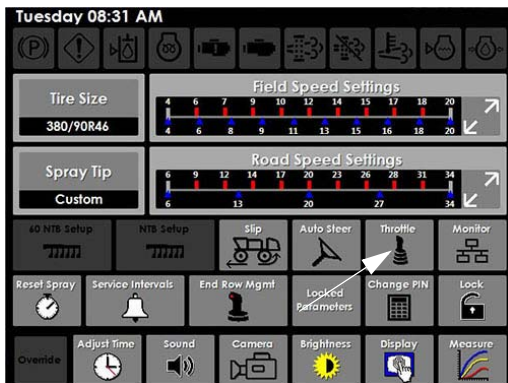 Tuesday 08:31 AM
(P)
Tire Size
380/90R46
Field Speed Settings
4 6 7 9 10 12 14 15 17 18 20
4 6 8 9 11 13 15 16 18 20
Spray Tip
Custom
Road Speed Settings
6 9 12 14 17 20 23 26 28 31 34
6 13 20 27 34
60 NTB Setup
NTB Setup
Slip
Auto Steer
Throttle
Monitor
Reset Spray
Service Intervals
End Row Mgmt
Locked
Parameters
Change PIN
Lock
Override
Adjust Time
Sound
Camera
Brightness
Display
Measure